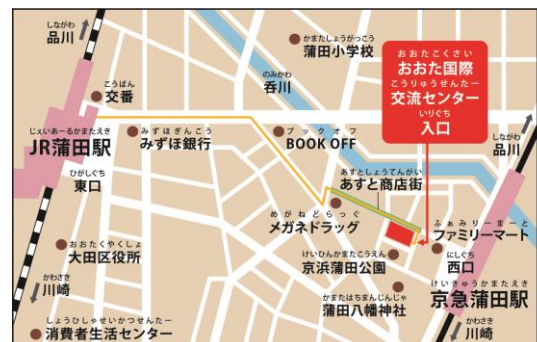 しながわ
品川
こうばん
交番
じぇいあーるかまたえき
JR蒲田駅
ひがしぐち
東口
みずほぎんこう
みずほ銀行
おおたくやくしょ
大田区役所
かわさき
川崎
しょうひしゃせいかつせんたー
消費者生活センター
かまたしょうがっこう
蒲田小学校
のみかわ
呑川
ブックオフ
BOOK OFF
おおたこくさい
おおた国際
こうりゅうせんたー
交流センター
いりぐち
入口
しながわ
品川
あすとしょうてんがい
あすと商店街
めがねどらっぐ
メガネドラッグ
ふぁみりーまーと
ファミリーマート
にしぐち
西口
けいひんかまたこうえん
京浜蒲田公園
けいきゅうかまたえき
京急蒲田駅
かまたはちまんじんじゃ
蒲田八幡神社
かわさき
川崎